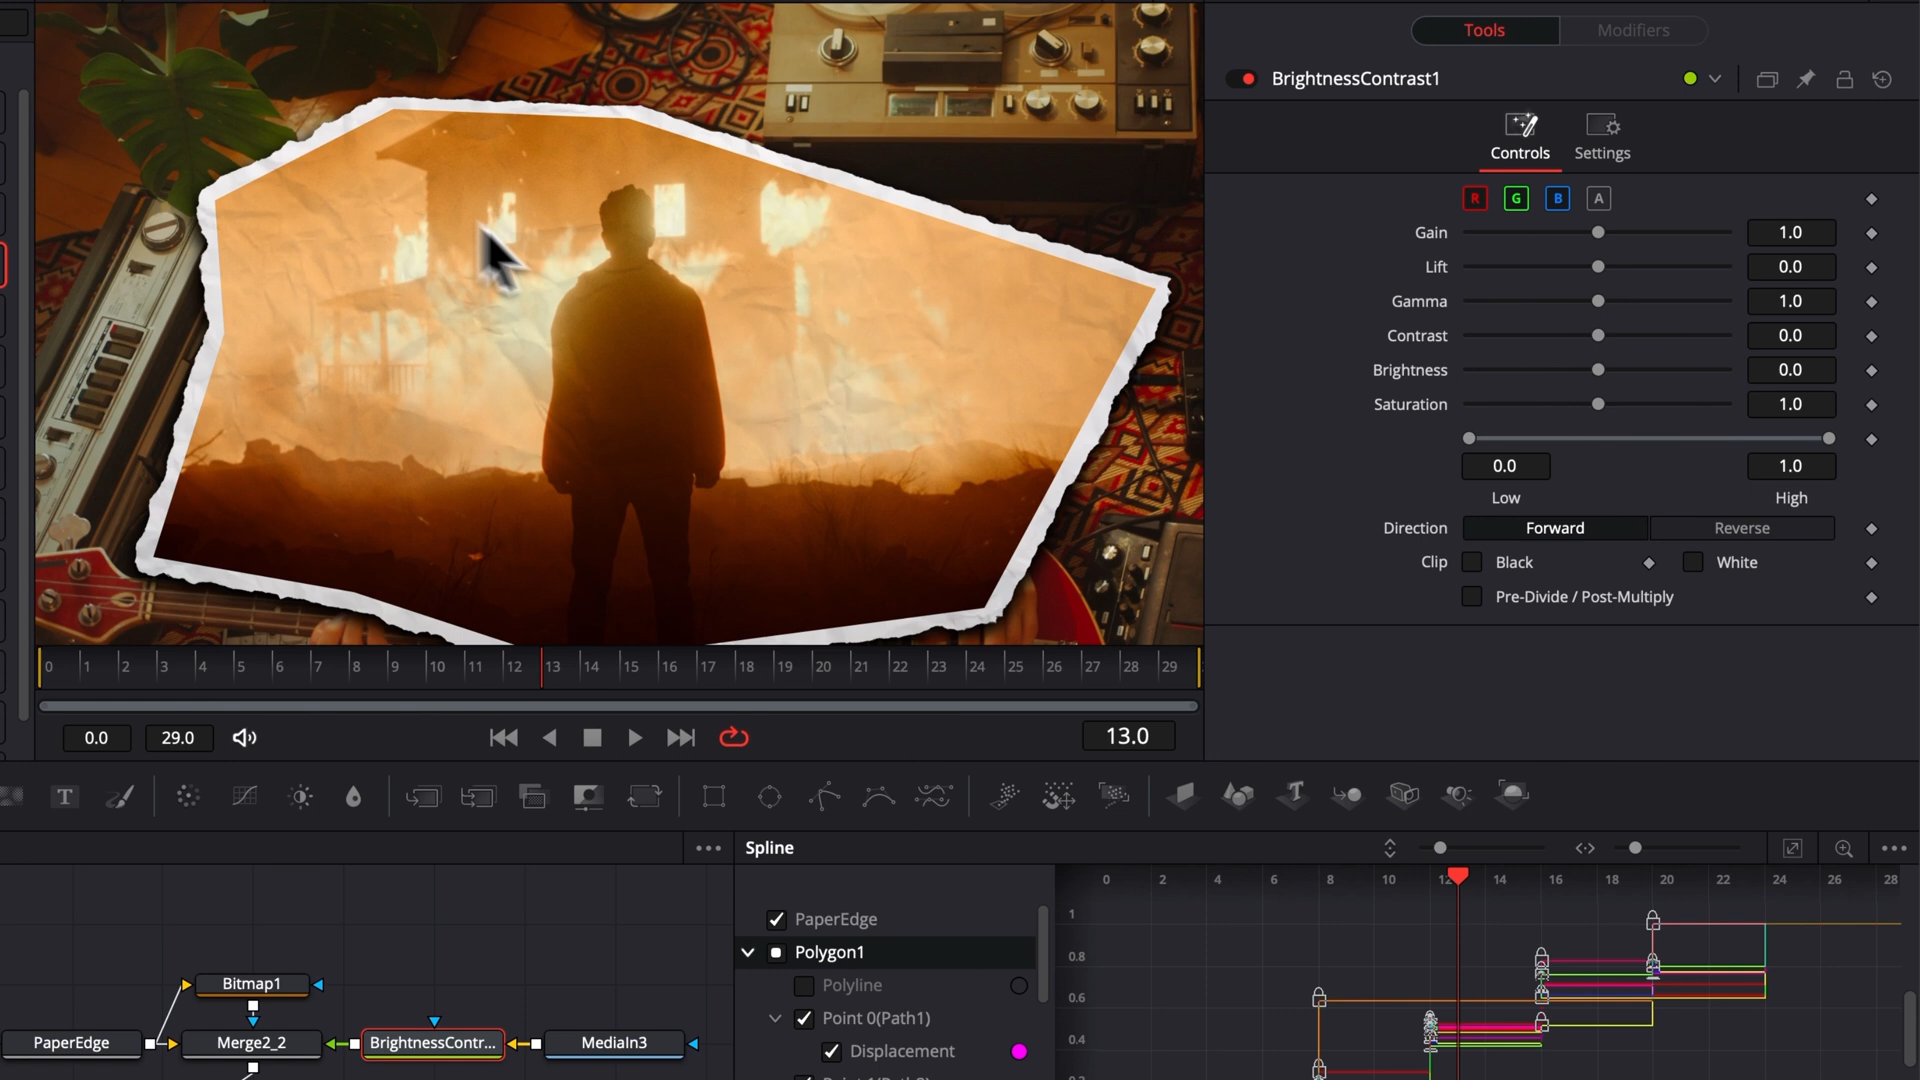 Tools Modifiers
BrightnessContrast1
Controls Settings
R G B A
Gain 1.0
Lift 0.0
Gamma 1.0
Contrast 0.0
Brightness 0.0
Saturation 1.0
0.0 1.0
Low High
Direction Forward Reverse
Clip Black White
Pre-Divide / Post-Multiply
0 1 2 3 4 5 6 7 8 9 10 11 12 13 14 15 16 17 18 19 20 21 22 23 24 25 26 27 28 29
0.0 29.0 13.0
T
Spline
0 2 4 6 8 10 12 14 16 18 20 22 24 26 28
1
0.8
0.6
0.4
PaperEdge
Polygon1
Polyline
Point 0(Path1)
Displacement
Bitmap1
PaperEdge Merge2_2 BrightnessContr... MediaIn3